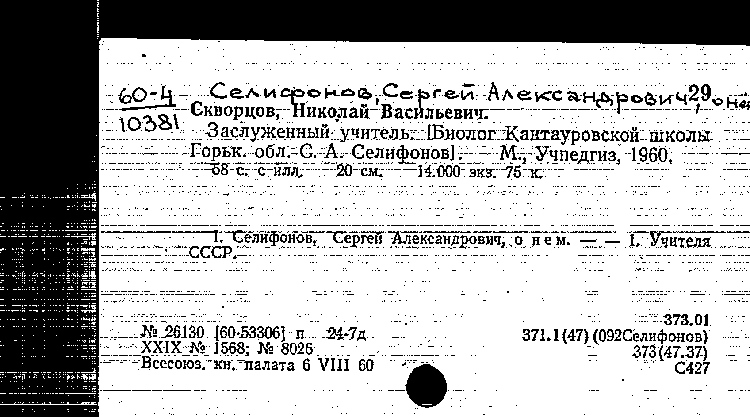 60-4 Селифонов, Сергей Александрович, о нем 29
10381 Скворцов, Николай Васильевич.
Заслуженный учитель. [Биолог Кантауровской школы
Горьк. обл. С. А. Селифонов]. М., Учпедгиз, 1960.
68 с. с илл. 20 см. 14.000 экз. 75 к.
1. Селифонов, Сергей Александрович, о нем. — — I. Учителя
СССР.
373.01
№ 26130 [60-53306] п 24-7д 371.1(47)(092Селифонов)
XXIX № 1568; № 8026 373(47.37)
Всесоюз. кн. палата 6 VIII 60 С427